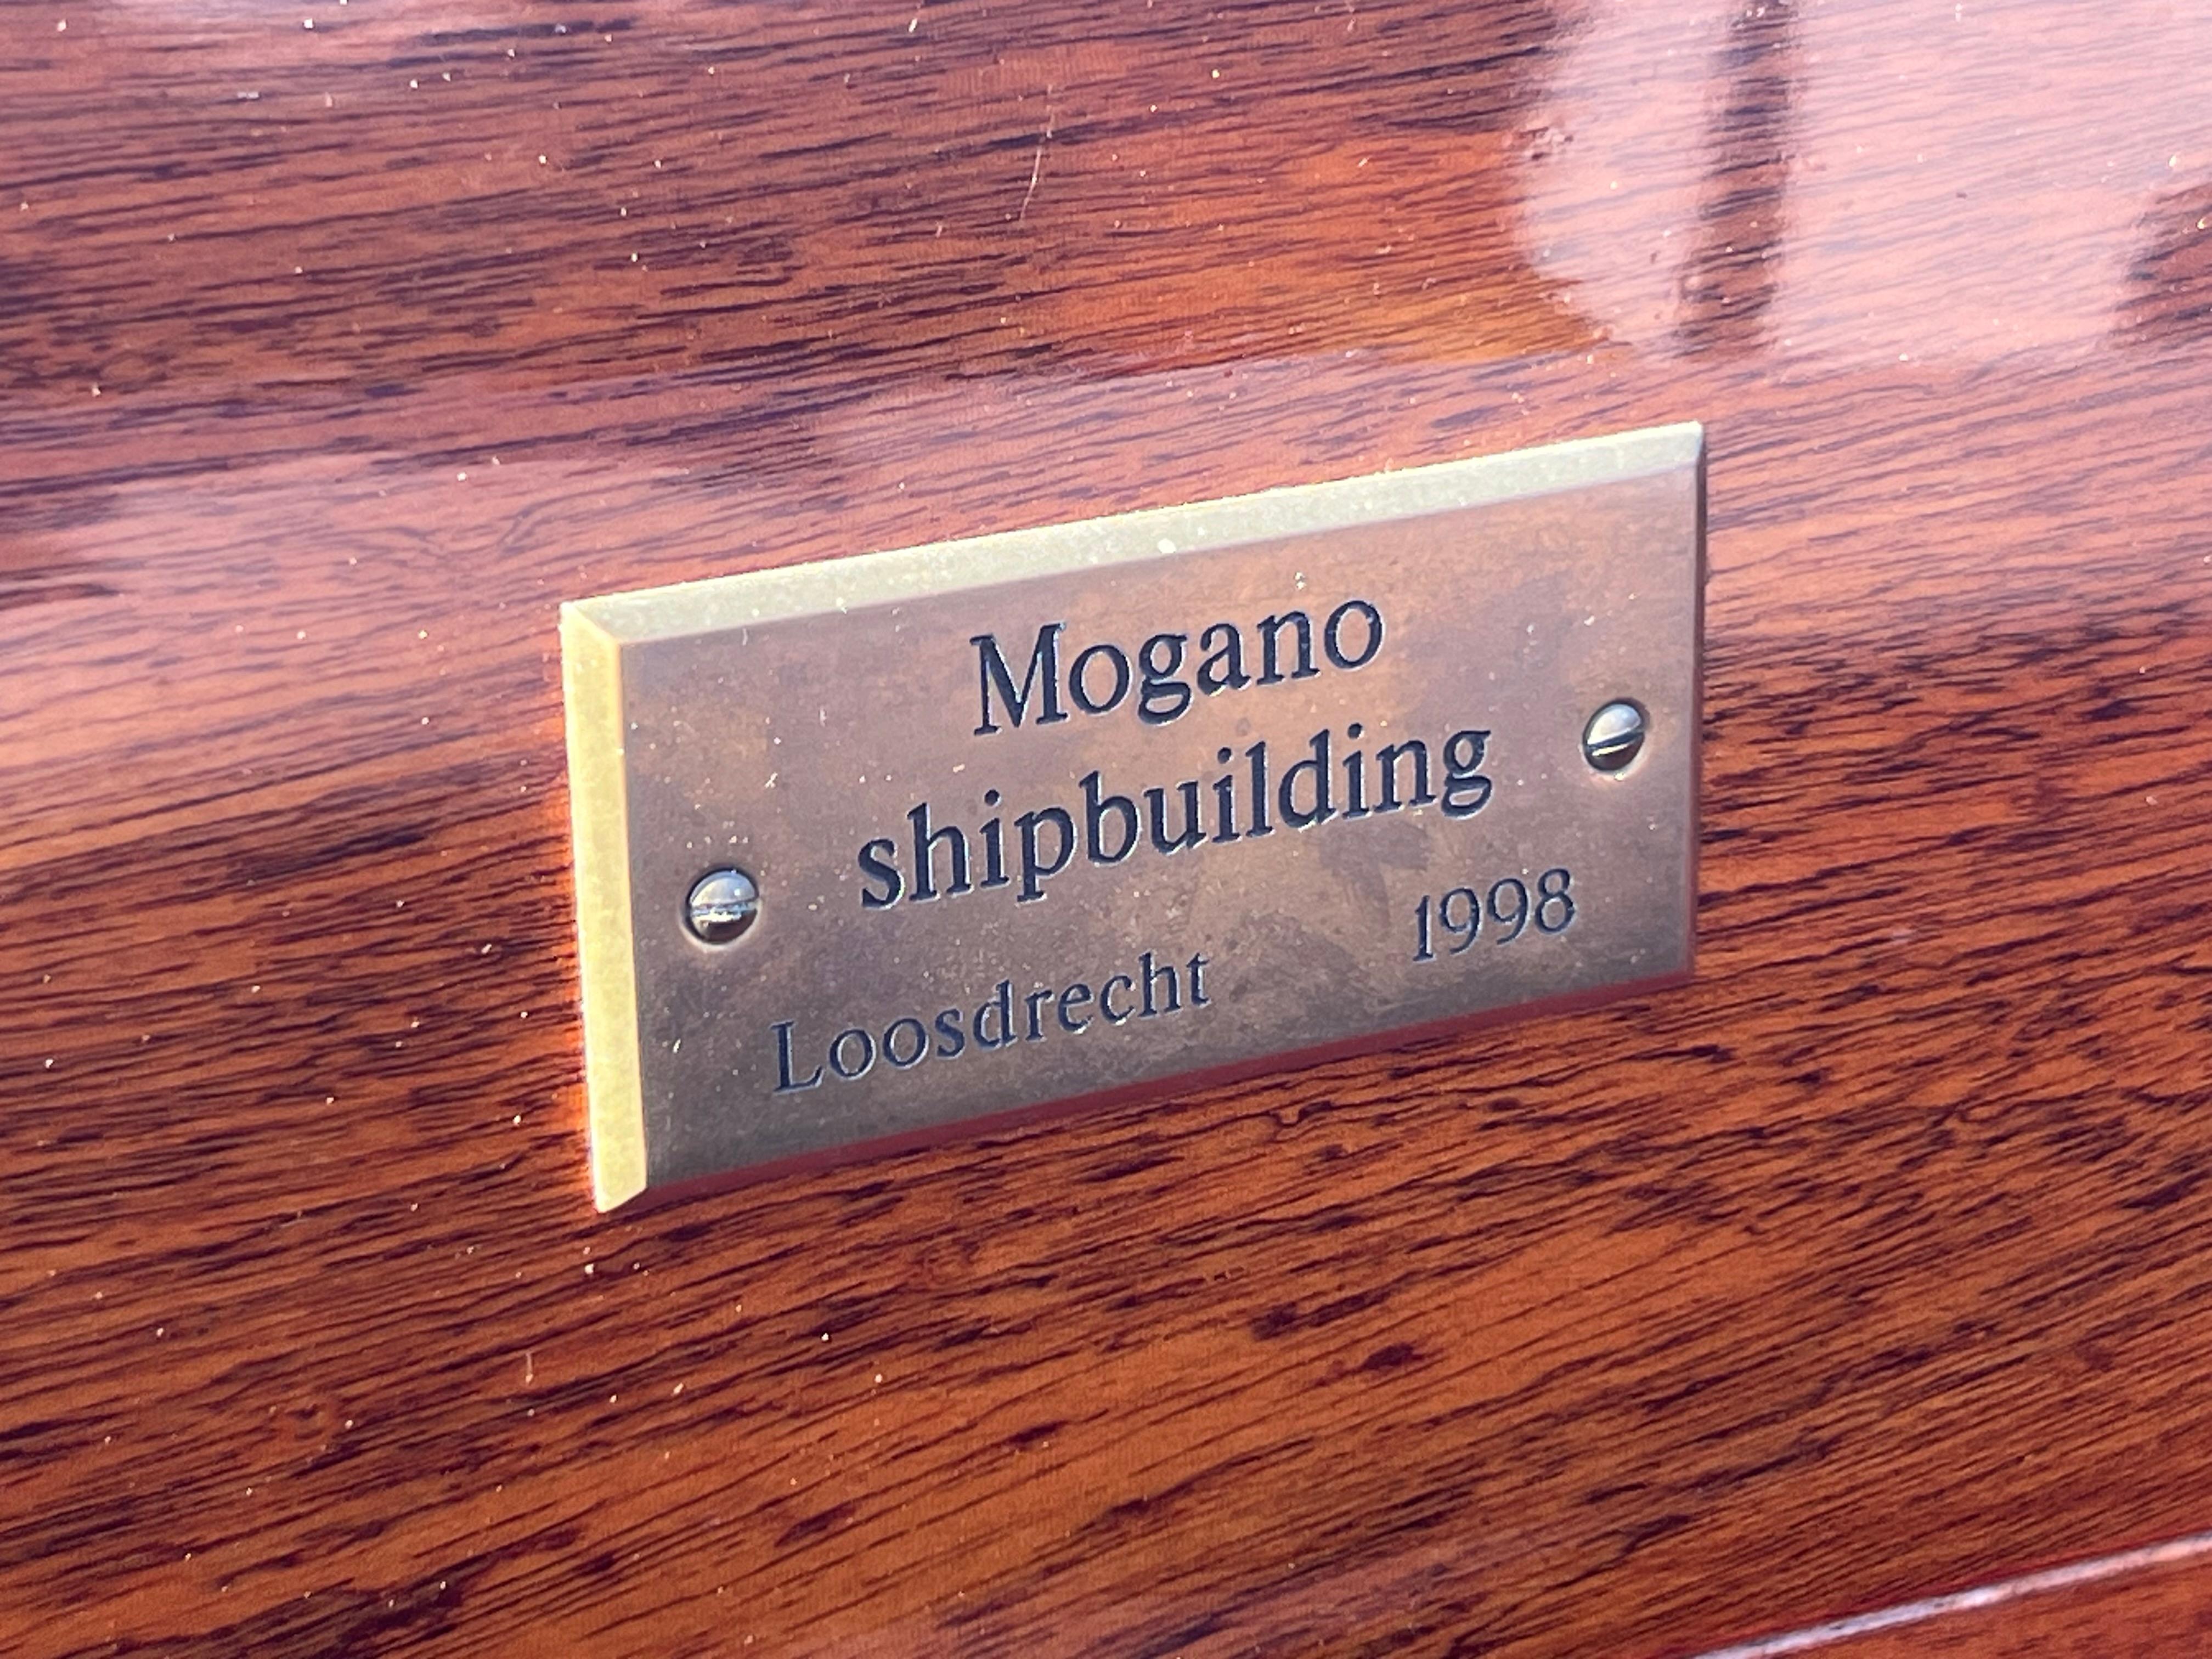 Mogano
shipbuilding
Loosdrecht 1998